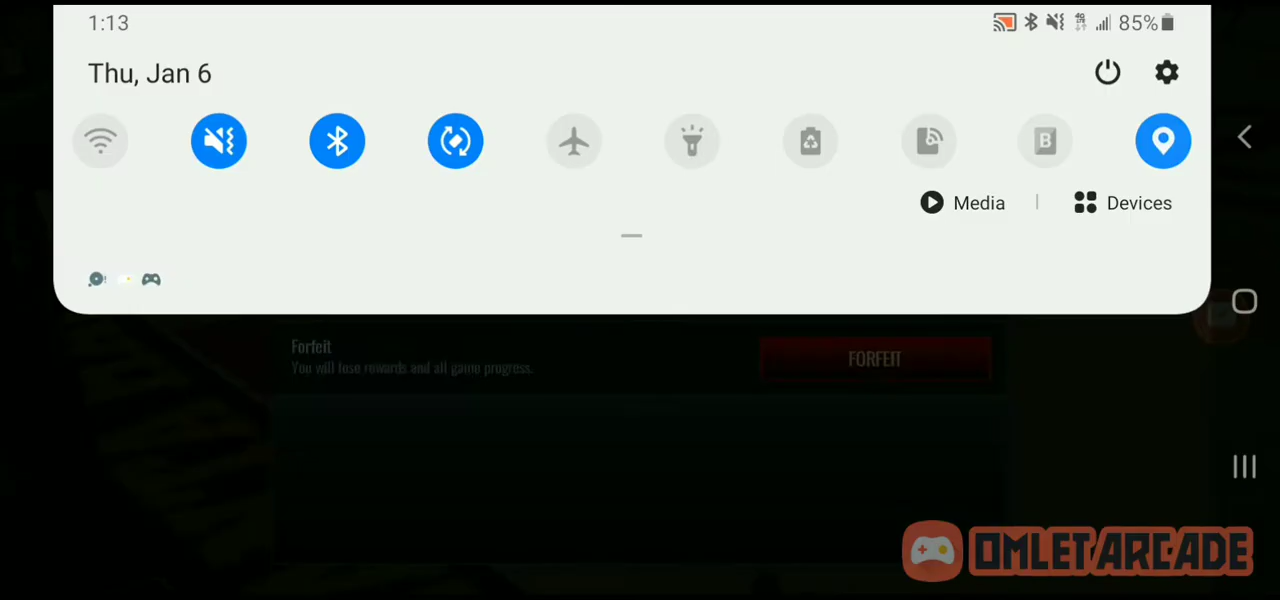 1:13
4G
85%
Thu, Jan 6
B
Media
Devices
Forfeit
You will lose rewards and all game progress.
FORFEIT
OMLET ARCADE